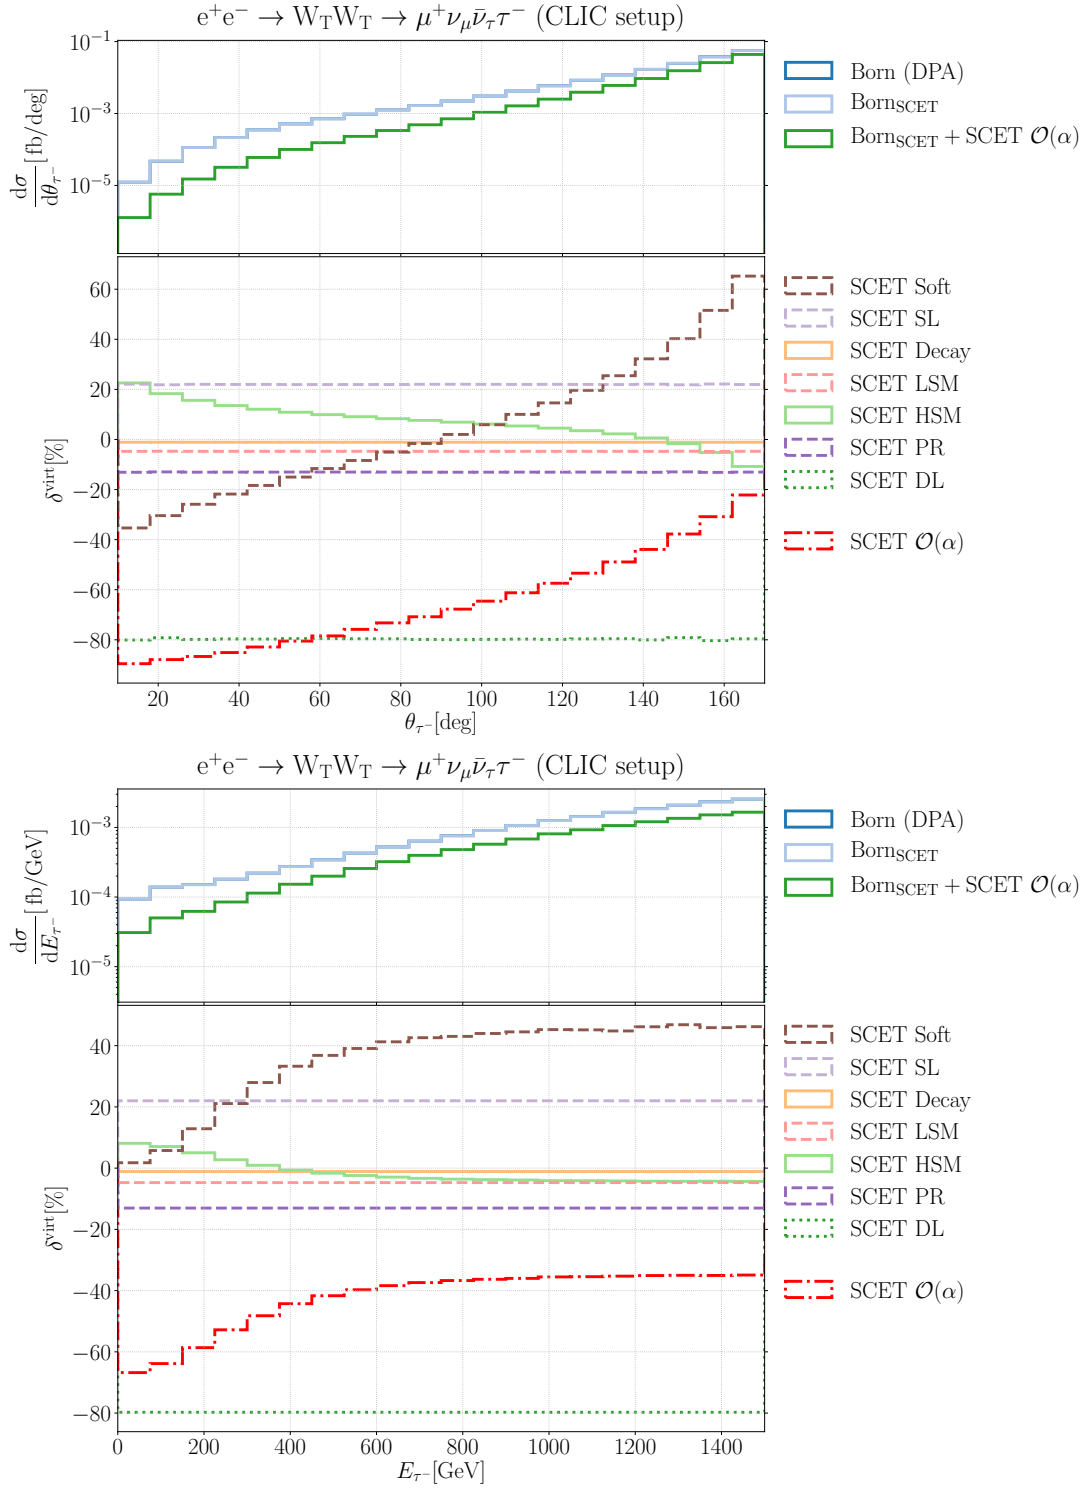 e⁺e⁻ → W_T W_T → μ⁺ν_μ ν̄_τ τ⁻ (CLIC setup)
dσ/dθ_τ⁻ [fb/deg]
10⁻¹
10⁻³
10⁻⁵
Born (DPA)
Born_SCET
Born_SCET + SCET 𝒪(α)
δ^virt[%]
60
40
20
0
−20
−40
−60
−80
SCET Soft
SCET SL
SCET Decay
SCET LSM
SCET HSM
SCET PR
SCET DL
SCET 𝒪(α)
20 40 60 80 100 120 140 160
θ_τ⁻[deg]
e⁺e⁻ → W_T W_T → μ⁺ν_μ ν̄_τ τ⁻ (CLIC setup)
dσ/dE_τ⁻ [fb/GeV]
10⁻³
10⁻⁴
10⁻⁵
Born (DPA)
Born_SCET
Born_SCET + SCET 𝒪(α)
δ^virt[%]
40
20
0
−20
−40
−60
−80
SCET Soft
SCET SL
SCET Decay
SCET LSM
SCET HSM
SCET PR
SCET DL
SCET 𝒪(α)
0 200 400 600 800 1000 1200 1400
E_τ⁻[GeV]